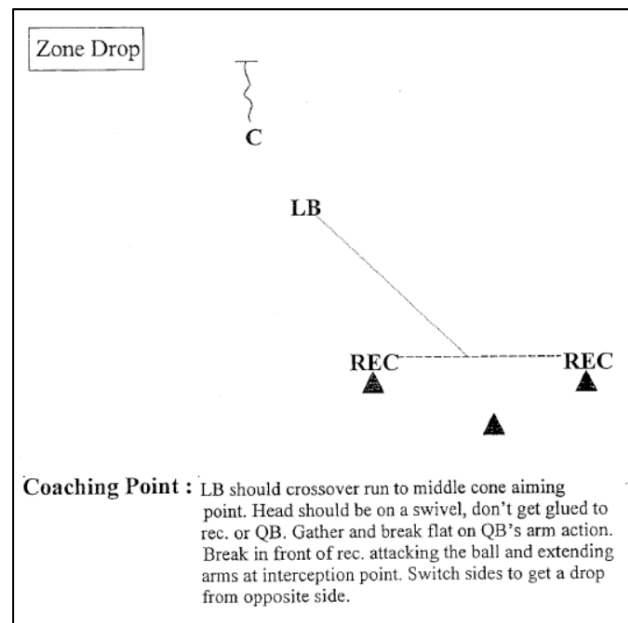 Zone Drop
C
LB
REC REC
Coaching Point : LB should crossover run to middle cone aiming
point. Head should be on a swivel, don't get glued to
rec. or QB. Gather and break flat on QB's arm action.
Break in front of rec. attacking the ball and extending
arms at interception point. Switch sides to get a drop
from opposite side.